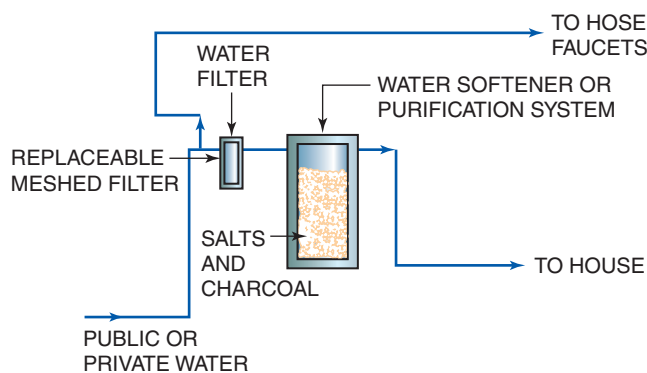 TO HOSE
FAUCETS
WATER
FILTER
WATER SOFTENER OR
PURIFICATION SYSTEM
REPLACEABLE
MESHED FILTER
SALTS
AND
CHARCOAL
TO HOUSE
PUBLIC OR
PRIVATE WATER